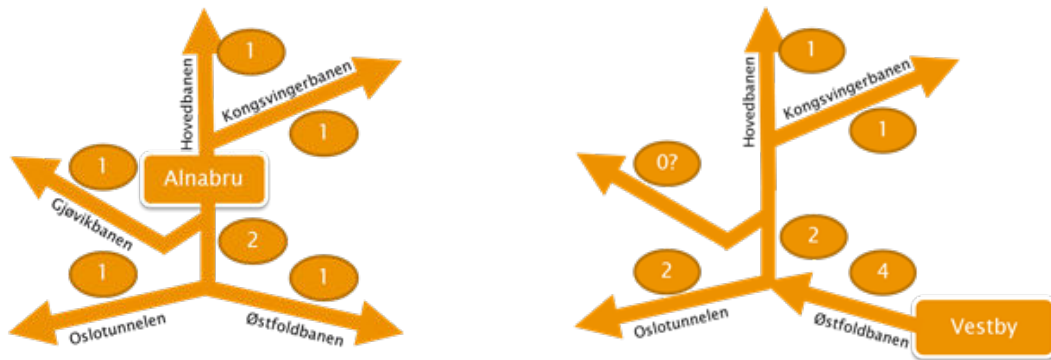 1
Hovedbanen
Kongsvingerbanen
1
1
Alnabru
Gjøvikbanen
2
1
1
Oslotunnelen
Østfoldbanen
1
Hovedbanen
Kongsvingerbanen
1
0?
2
2
4
Oslotunnelen
Østfoldbanen
Vestby